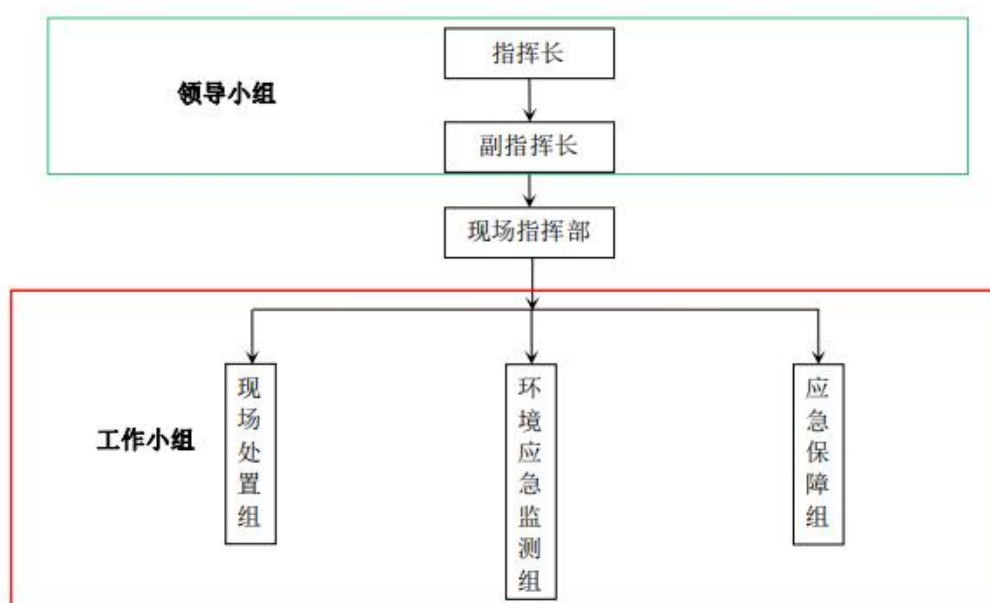 指挥长
领导小组
副指挥长
现场指挥部
工作小组
现场处置组
环境应急监测组
应急保障组